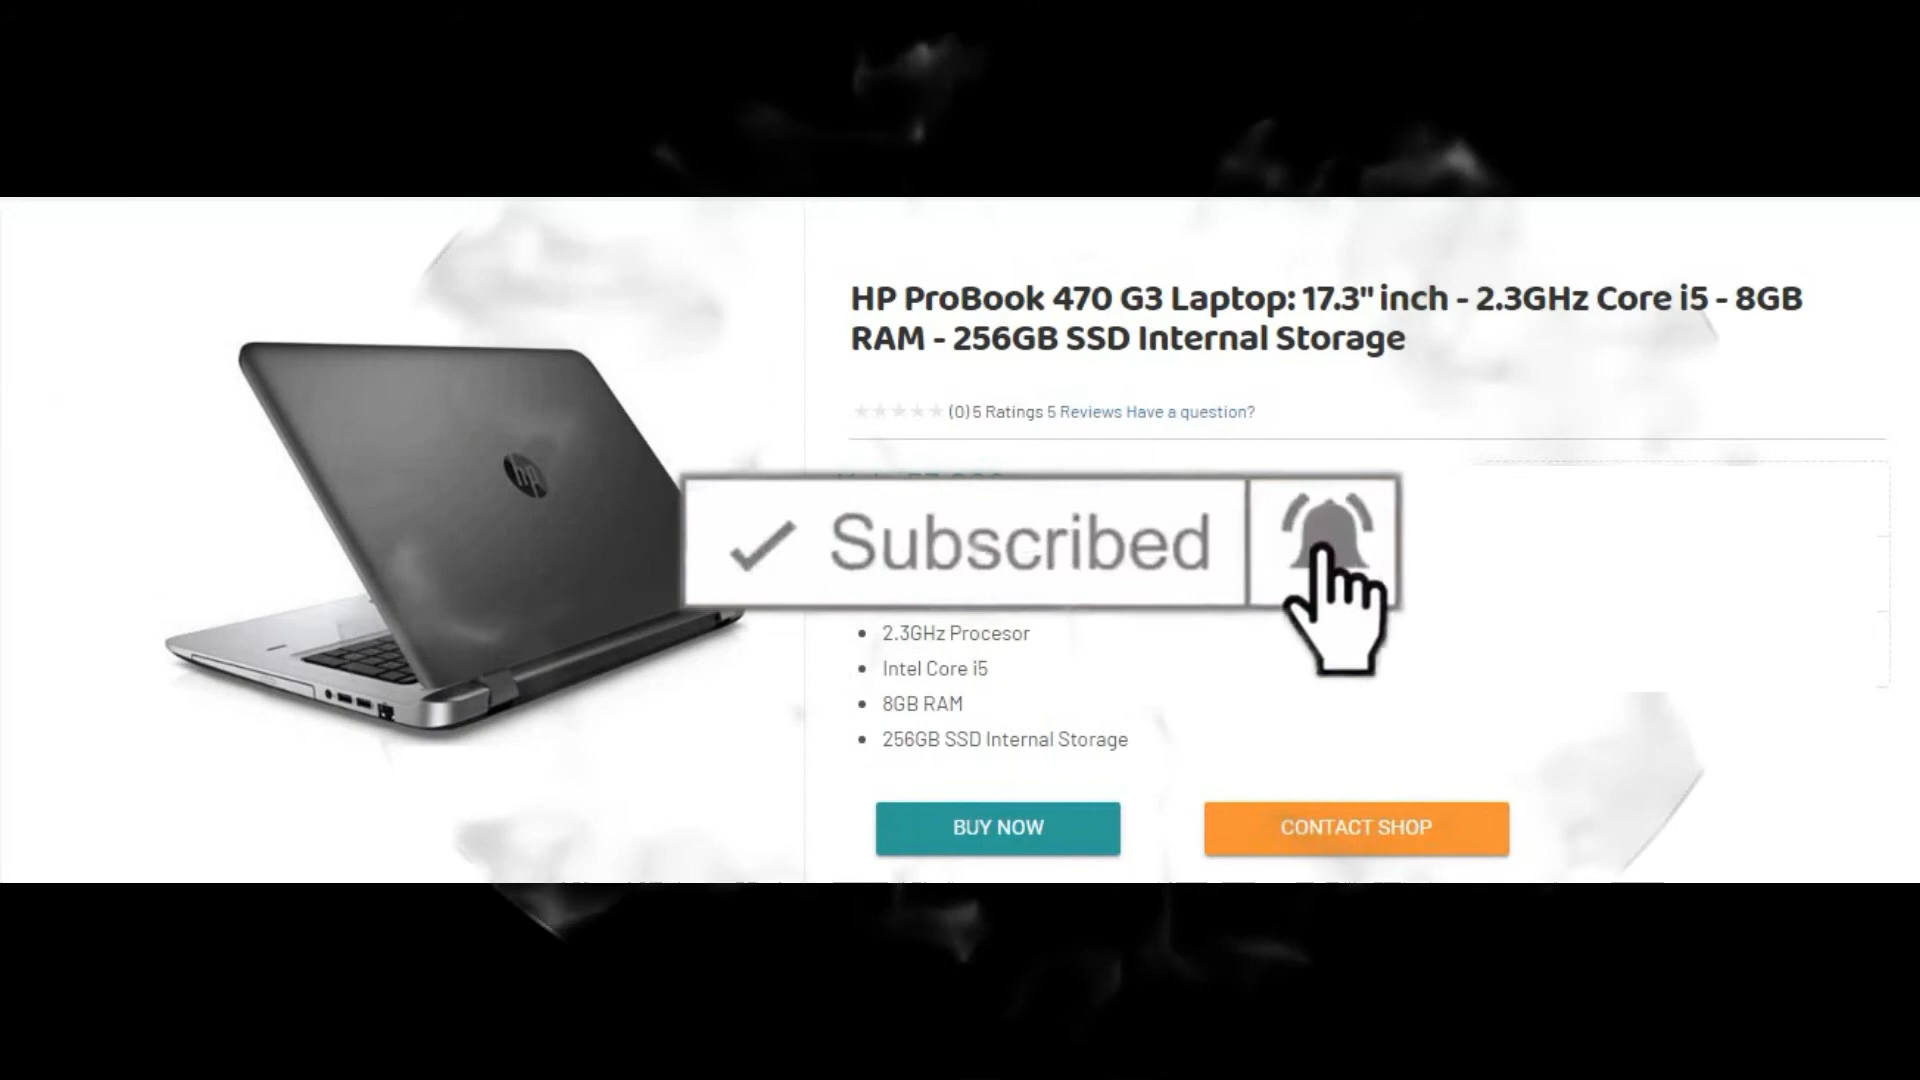 HP ProBook 470 G3 Laptop: 17.3" inch - 2.3GHz Core i5 - 8GB
RAM - 256GB SSD Internal Storage
(0) 5 Ratings 5 Reviews Have a question?
hp
Subscribed
2.3GHz Procesor
Intel Core i5
8GB RAM
256GB SSD Internal Storage
BUY NOW
CONTACT SHOP